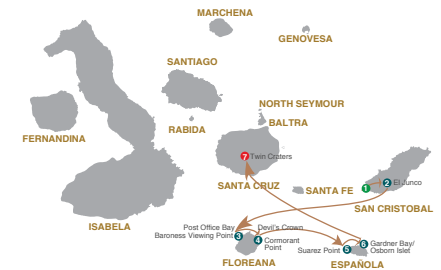 MARCHENA
GENOVESA
SANTIAGO
NORTH SEYMOUR
BALTRA
RABIDA
FERNANDINA
7 Twin Craters
SANTA CRUZ
1
2 El Junco
SANTA FE
SAN CRISTOBAL
ISABELA
Post Office Bay
Baroness Viewing Point 3
Devil's Crown
4 Cormorant
Point
FLOREANA
Suarez Point 5
6 Gardner Bay/
Osborn Islet
ESPAÑOLA